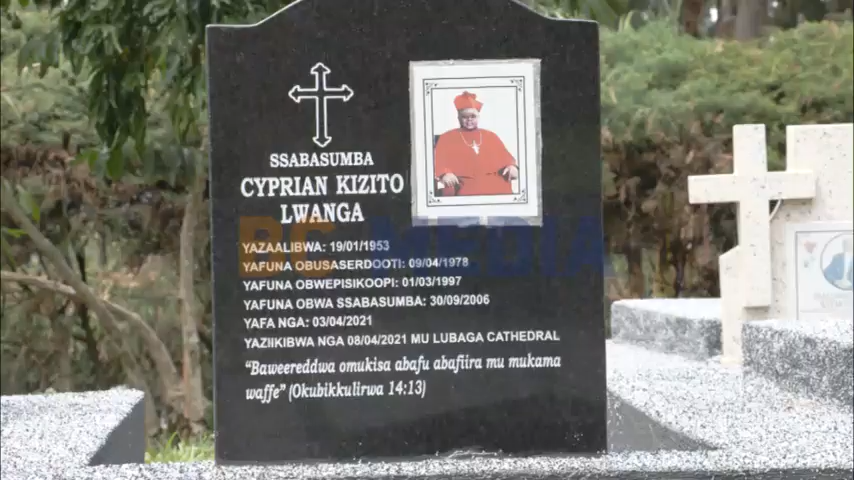 SSABASUMBA
CYPRIAN KIZITO
LWANGA
YAZAALIBWA: 19/01/1953
YAFUNA OBUSASERDOOTI: 09/04/1978
YAFUNA OBWEPISIKOOPI: 01/03/1997
YAFUNA OBWA SSABASUMBA: 30/09/2006
YAFA NGA: 03/04/2021
YAZIIKIBWA NGA 08/04/2021 MU LUBAGA CATHEDRAL
“Baweereddwa omukisa abafu abafiira mu mukama
waffe” (Okubikkulirwa 14:13)
BG MEDIA